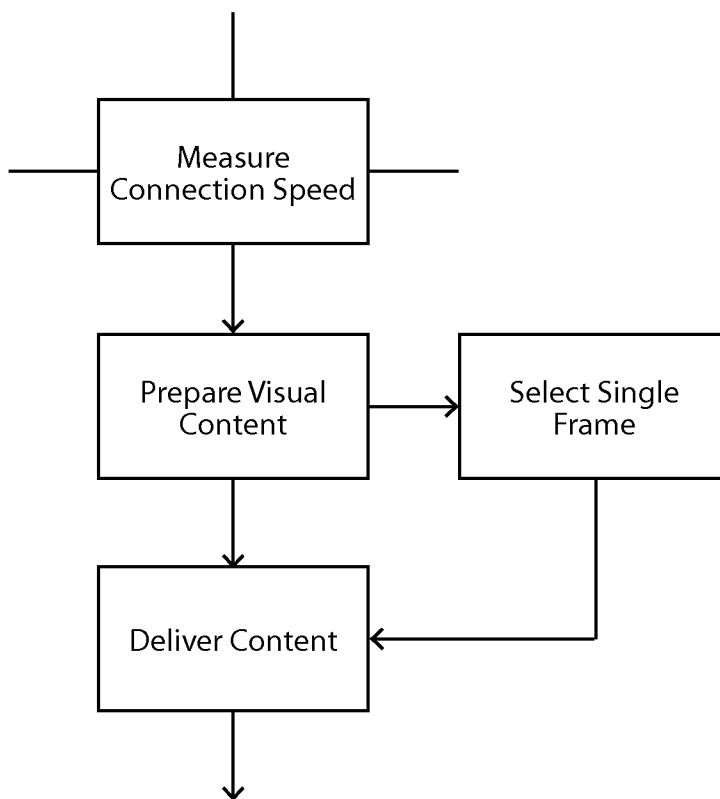 Measure
Connection Speed
Prepare Visual
Content
Select Single
Frame
Deliver Content